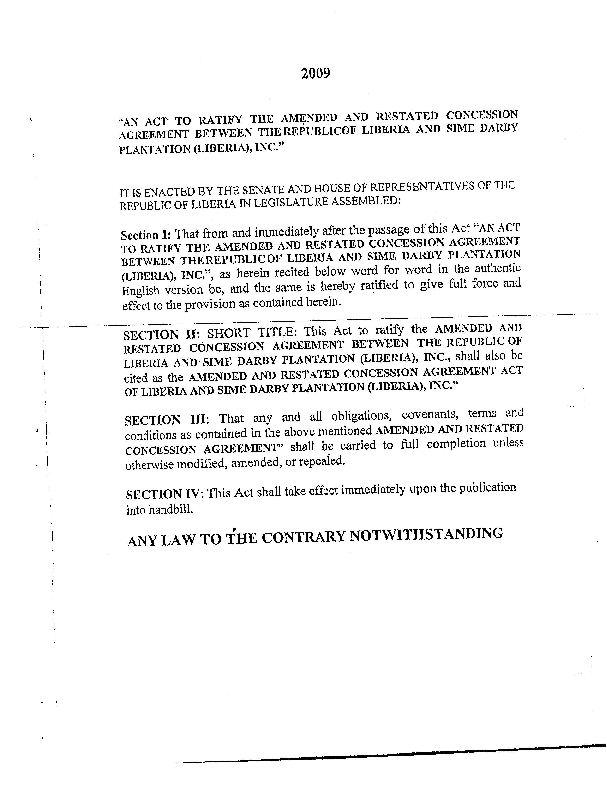 2009
"AN ACT TO RATIFY THE AMENDED AND RESTATED CONCESSION
AGREEMENT BETWEEN THEREPUBLICOF LIBERIA AND SIME DARBY
PLANTATION (LIBERIA), INC."
IT IS ENACTED BY THE SENATE AND HOUSE OF REPRESENTATIVES OF THE
REPUBLIC OF LIBERIA IN LEGISLATURE ASSEMBLED:
Section I: That from and immediately after the passage of this Act "AN ACT
TO RATIFY THE AMENDED AND RESTATED CONCESSION AGREEMENT
BETWEEN THEREPUBLIC OF LIBERIA AND SIME DARBY PLANTATION
(LIBERIA), INC.", as herein recited below word for word in the authentic
English version be, and the same is hereby ratified to give full force and
effect to the provision as contained herein.
SECTION II: SHORT TITLE: This Act to ratify the AMENDED AND
RESTATED CONCESSION AGREEMENT BETWEEN THE REPUBLIC OF
LIBERIA AND SIME DARBY PLANTATION (LIBERIA), INC., shall also be
cited as the AMENDED AND RESTATED CONCESSION AGREEMENT ACT
OF LIBERIA AND SIME DARBY PLANTATION (LIBERIA), INC."
SECTION III: That any and all obligations, covenants, terms and
conditions as contained in the above mentioned AMENDED AND RESTATED
CONCESSION AGREEMENT" shall be carried to full completion unless
otherwise modified, amended, or repealed.
SECTION IV: This Act shall take effect immediately upon the publication
into handbill.
ANY LAW TO THE CONTRARY NOTWITHSTANDING